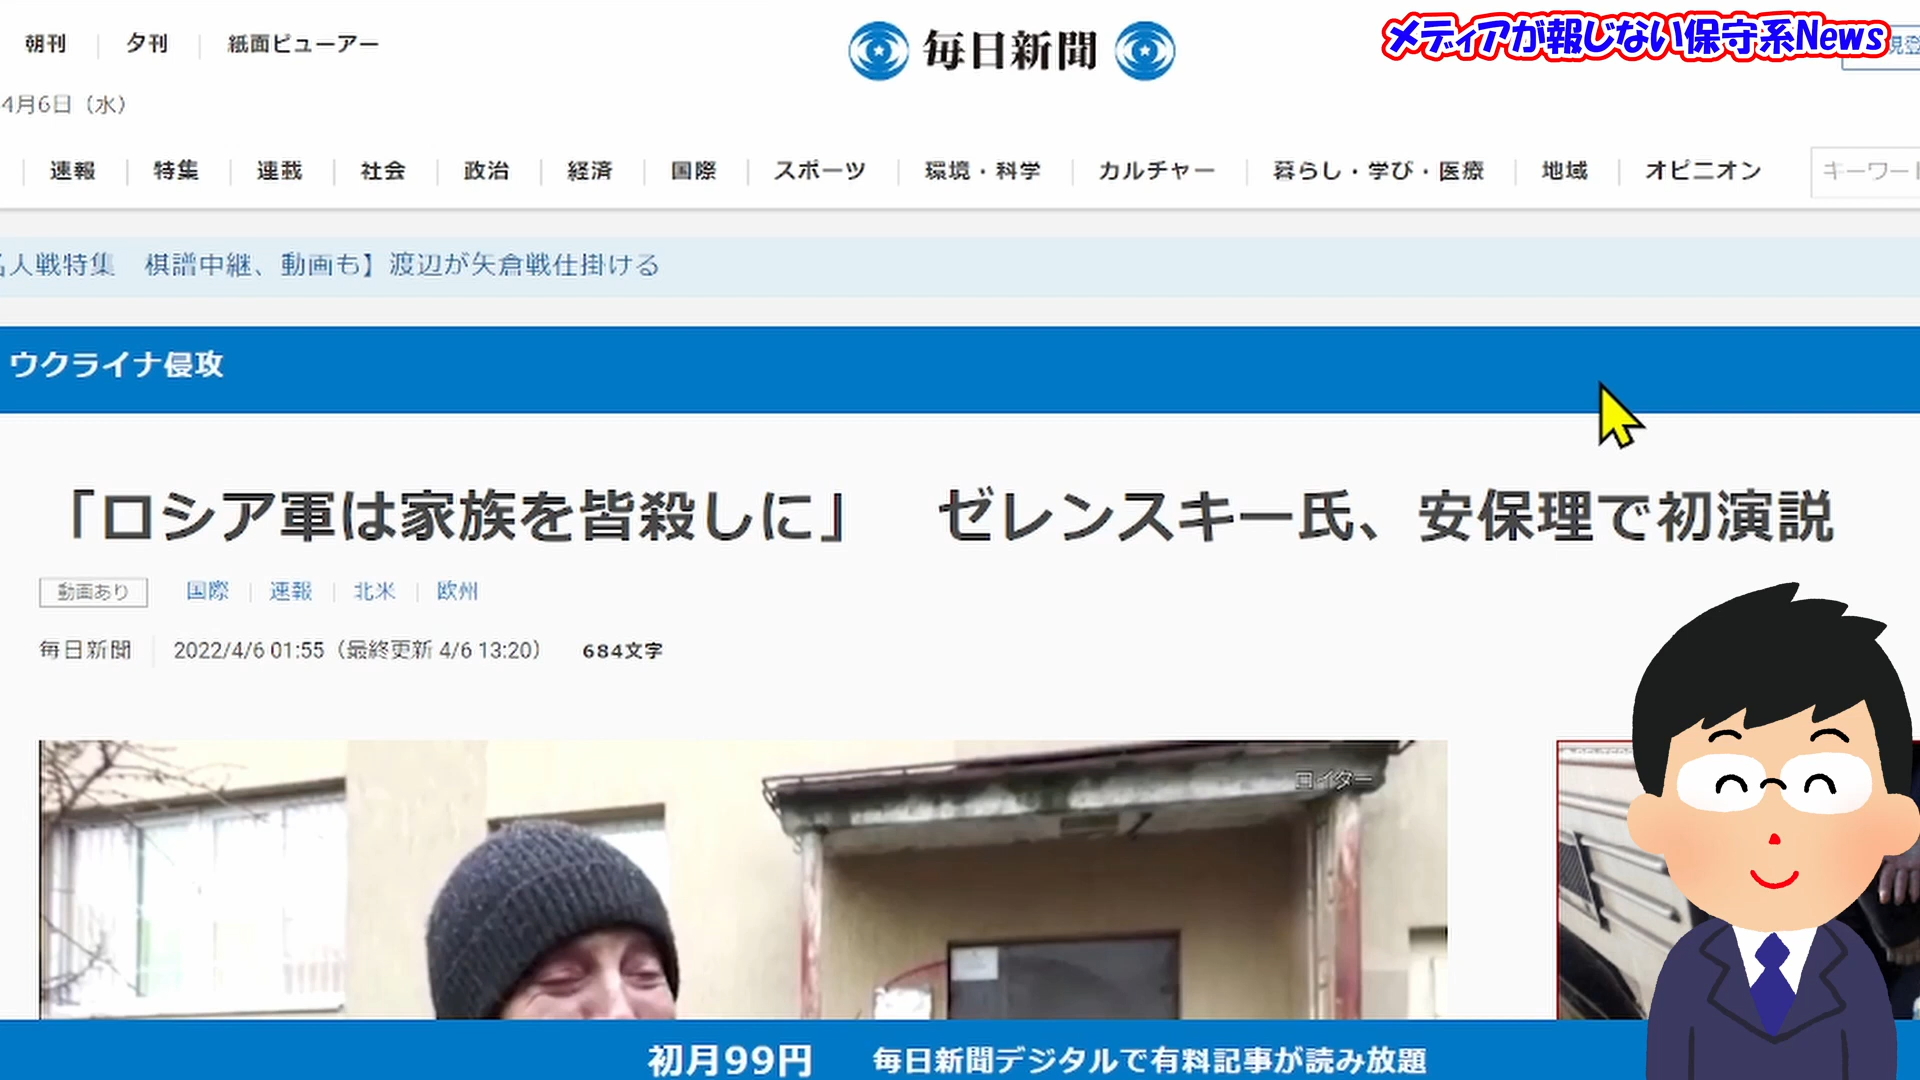 朝刊
夕刊
紙面ビューアー
毎日新聞
メディアが報じない保守系News
4月6日（水）
速報
特集
連載
社会
政治
経済
国際
スポーツ
環境・科学
カルチャー
暮らし・学び・医療
地域
オピニオン
キーワー
人戦特集　棋譜中継、動画も】渡辺が矢倉戦仕掛ける
ウクライナ侵攻
「ロシア軍は家族を皆殺しに」　ゼレンスキー氏、安保理で初演説
動画あり
国際
速報
北米
欧州
毎日新聞
2022/4/6 01:55（最終更新 4/6 13:20）
684文字
ロイター
初月99円
毎日新聞デジタルで有料記事が読み放題